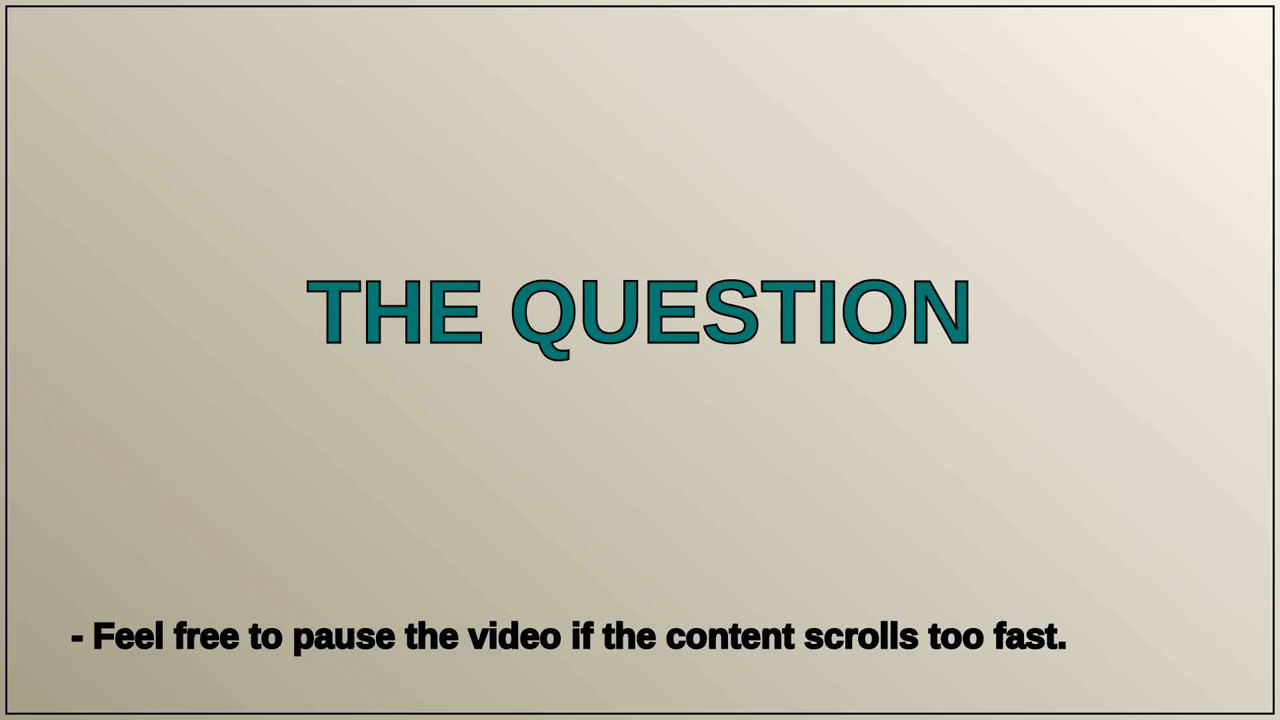 THE QUESTION
- Feel free to pause the video if the content scrolls too fast.